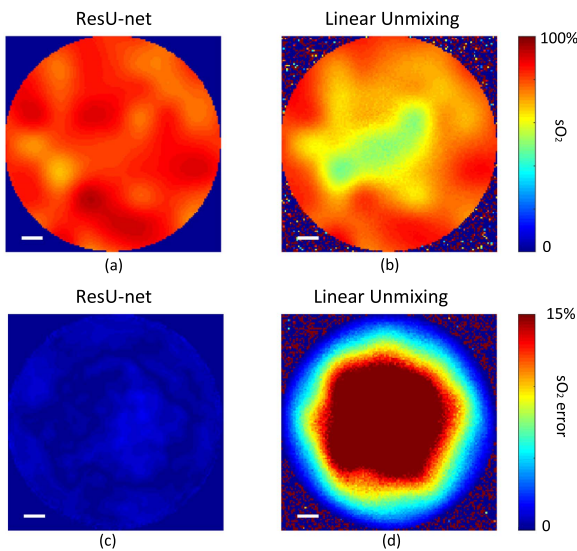 ResU-net
Linear Unmixing
100%
sO₂
0
(a)
(b)
ResU-net
Linear Unmixing
15%
sO₂ error
0
(c)
(d)